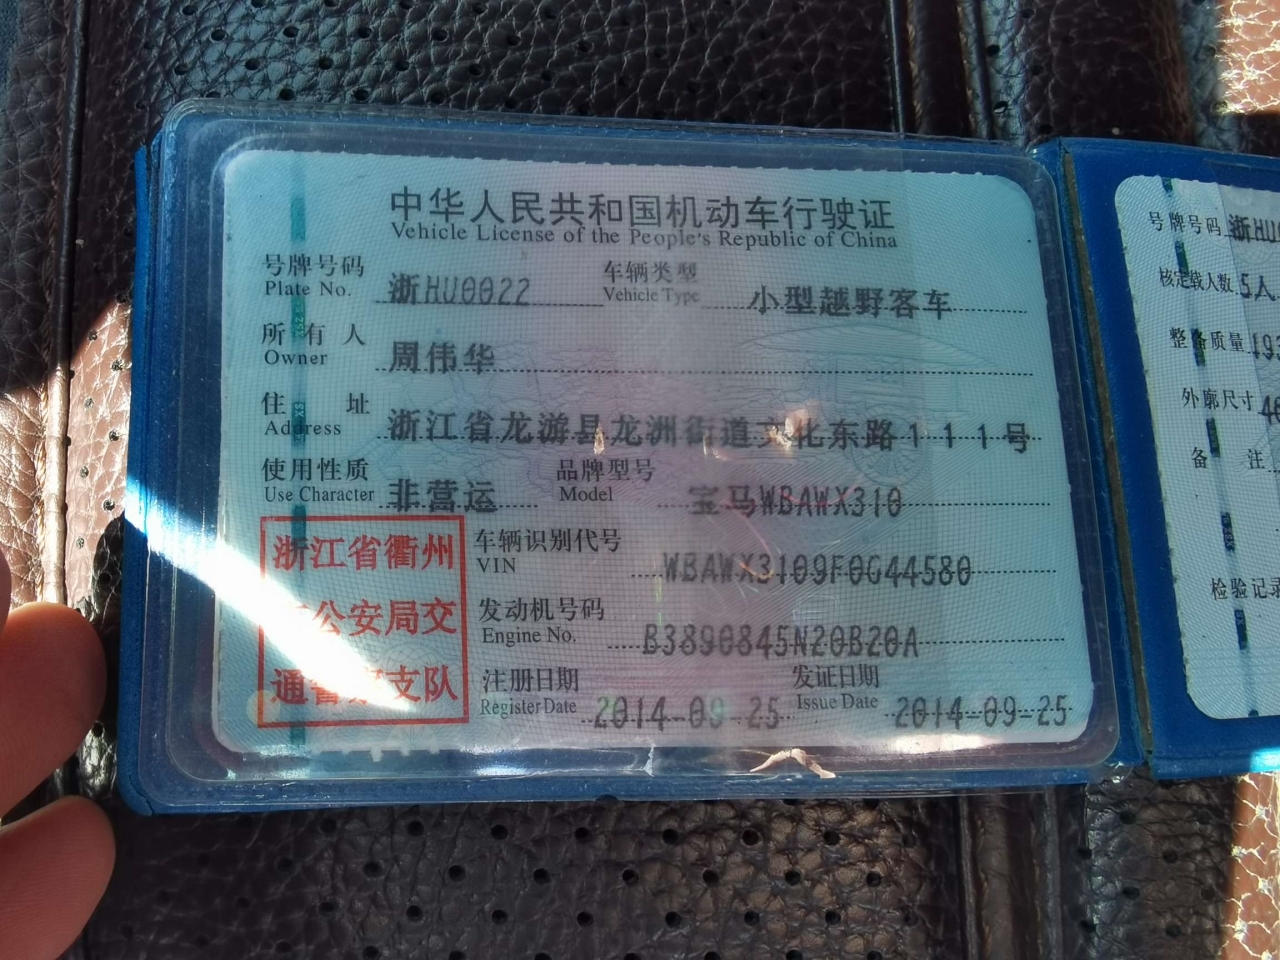 中华人民共和国机动车行驶证
Vehicle License of the People's Republic of China
号牌号码 浙HU0022 车辆类型 小型越野客车
Plate No. Vehicle Type
所有人 周伟华
Owner
住址 浙江省龙游县龙洲街道文化东路111号
Address
使用性质 非营运 品牌型号 宝马WBAWX310
Use Character Model
浙江省衢州
公安局交
通警 支队
车辆识别代号 WBAWX3109F0G44580
VIN
发动机号码 B3890845N20B20A
Engine No.
注册日期 2014-09-25 发证日期 2014-09-25
Register Date Issue Date
号牌号码 浙HU
核定载人数 5人
整备质量 193
外廓尺寸
备注
检验记录